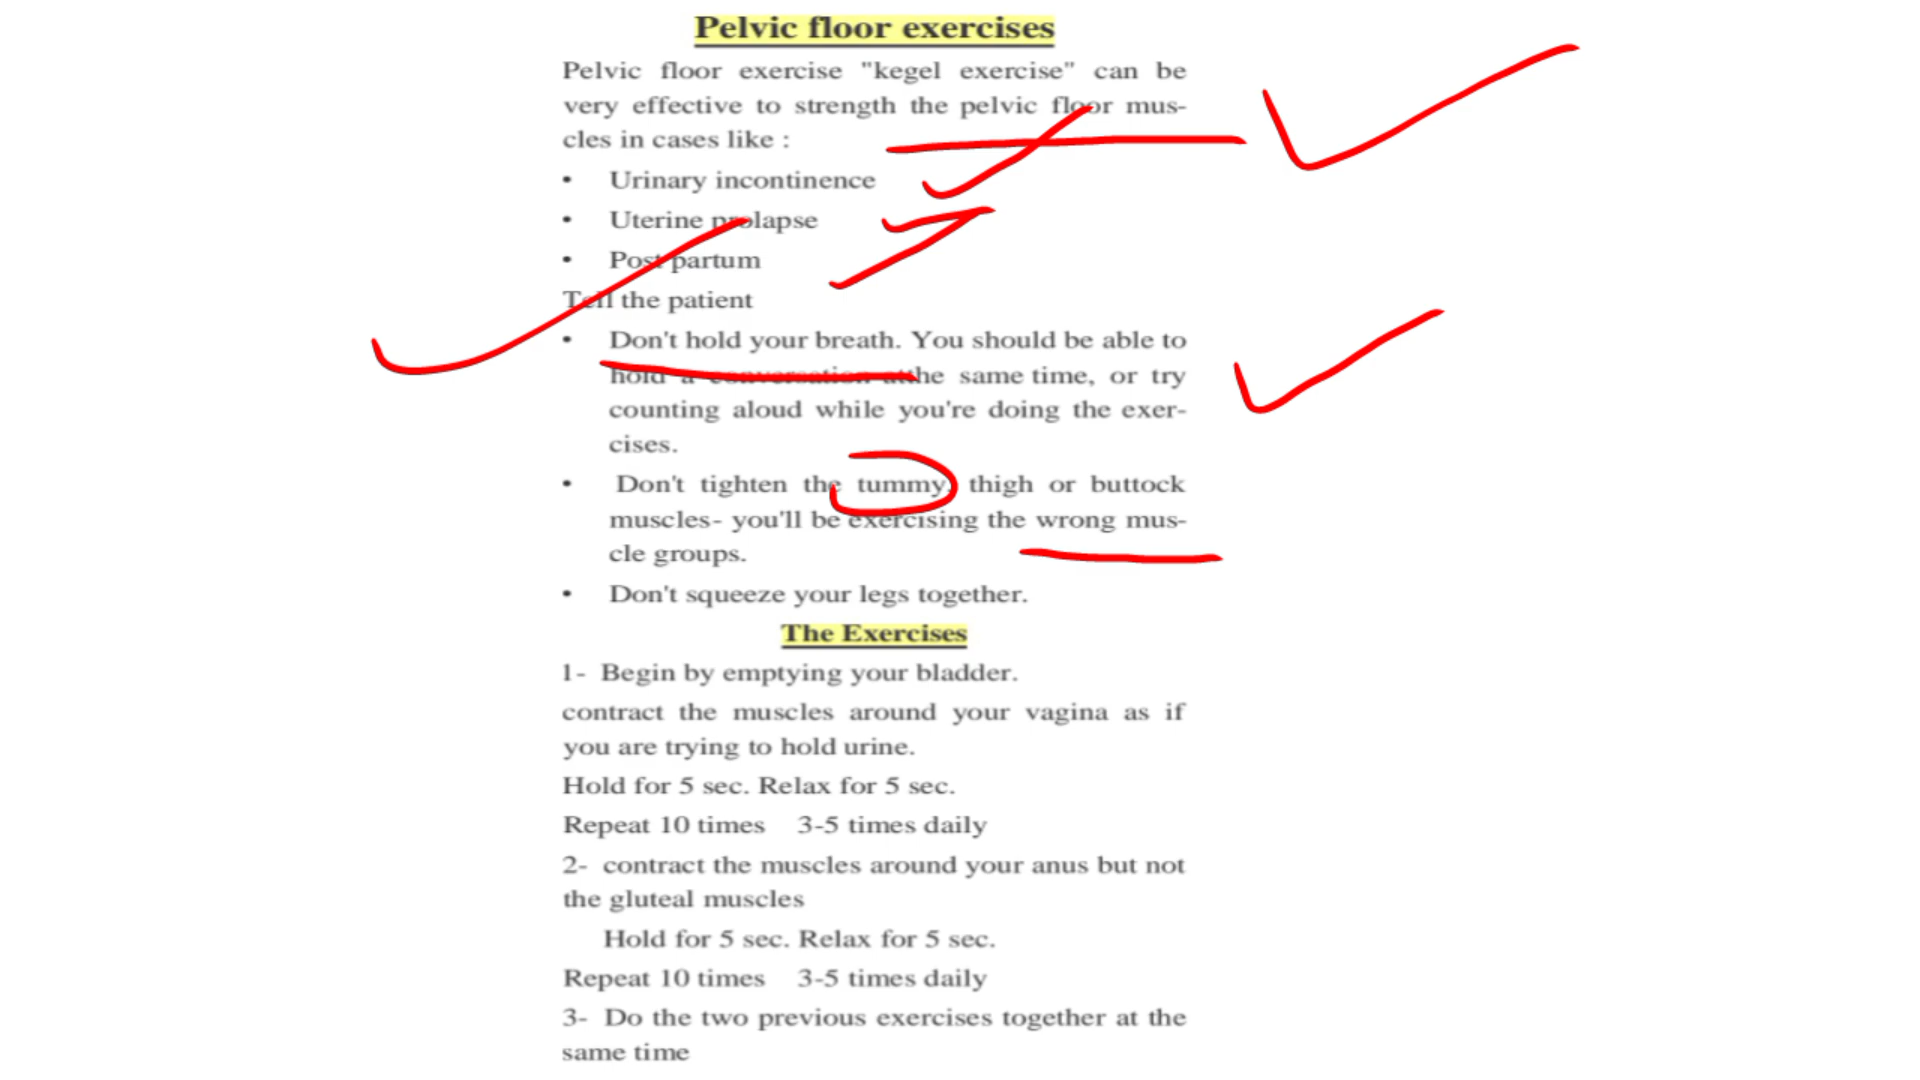 Pelvic floor exercises
Pelvic floor exercise "kegel exercise" can be
very effective to strength the pelvic floor mus-
cles in cases like :
• Urinary incontinence
• Uterine prolapse
• Post partum
Tell the patient
• Don't hold your breath. You should be able to
hold a conversation atthe same time, or try
counting aloud while you're doing the exer-
cises.
• Don't tighten the tummy, thigh or buttock
muscles- you'll be exercising the wrong mus-
cle groups.
• Don't squeeze your legs together.
The Exercises
1- Begin by emptying your bladder.
contract the muscles around your vagina as if
you are trying to hold urine.
Hold for 5 sec. Relax for 5 sec.
Repeat 10 times 3-5 times daily
2- contract the muscles around your anus but not
the gluteal muscles
Hold for 5 sec. Relax for 5 sec.
Repeat 10 times 3-5 times daily
3- Do the two previous exercises together at the
same time